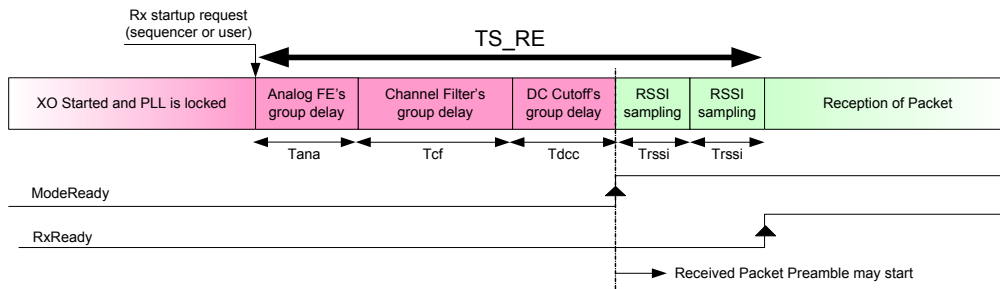 Rx startup request
(sequencer or user)
TS_RE
XO Started and PLL is locked
Analog FE's
group delay
Channel Filter's
group delay
DC Cutoff's
group delay
RSSI
sampling
RSSI
sampling
Reception of Packet
Tana
Tcf
Tdcc
Trssi
Trssi
ModeReady
RxReady
Received Packet Preamble may start